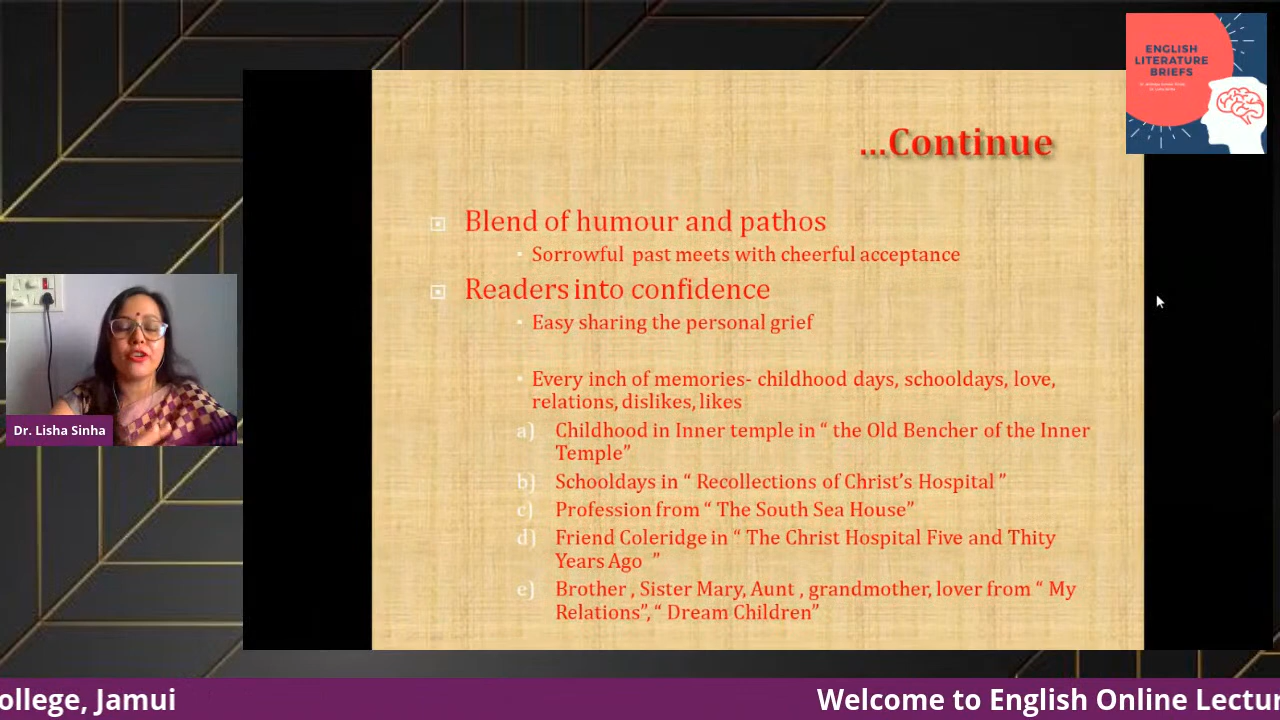 ENGLISH
LITERATURE
BRIEFS
...Continue
Blend of humour and pathos
Sorrowful past meets with cheerful acceptance
Readers into confidence
Easy sharing the personal grief
Every inch of memories- childhood days, schooldays, love,
relations, dislikes, likes
a) Childhood in Inner temple in “ the Old Bencher of the Inner
Temple”
b) Schooldays in “ Recollections of Christ’s Hospital ”
c) Profession from “ The South Sea House”
d) Friend Coleridge in “ The Christ Hospital Five and Thity
Years Ago ”
e) Brother , Sister Mary, Aunt , grandmother, lover from “ My
Relations”, “ Dream Children”
Dr. Lisha Sinha
ollege, Jamui Welcome to English Online Lectur